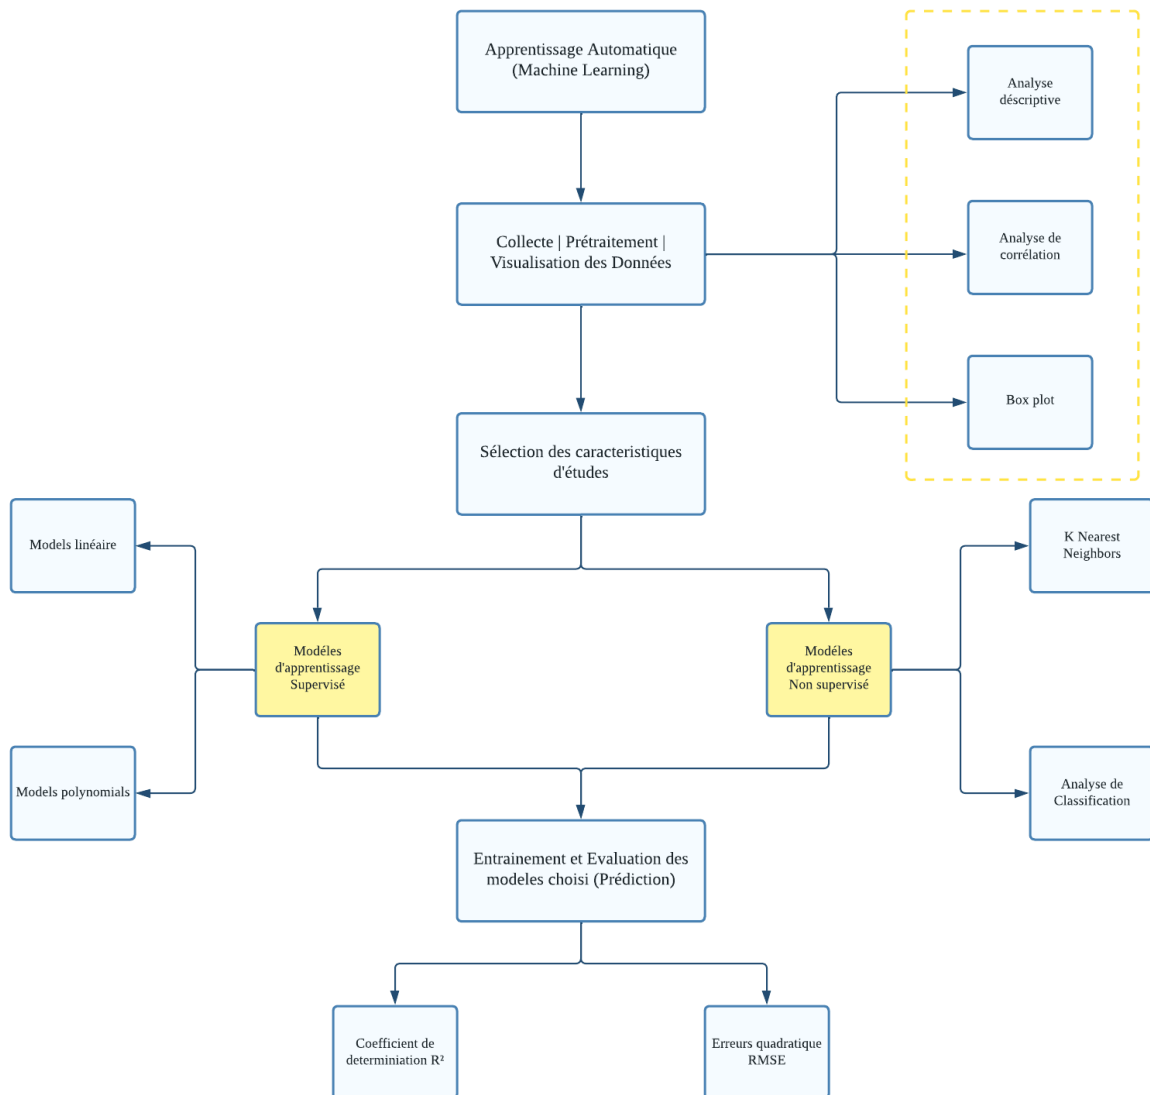 Apprentissage Automatique
(Machine Learning)
Analyse
déscriptive
Collecte | Prétraitement |
Visualisation des Données
Analyse de
corrélation
Box plot
Sélection des caracteristiques
d'études
Models linéaire
K Nearest
Neighbors
Modéles
d'apprentissage
Supervisé
Modéles
d'apprentissage
Non supervisé
Models polynomials
Analyse de
Classification
Entrainement et Evaluation des
modeles choisi (Prédiction)
Coefficient de
determiniation R²
Erreurs quadratique
RMSE